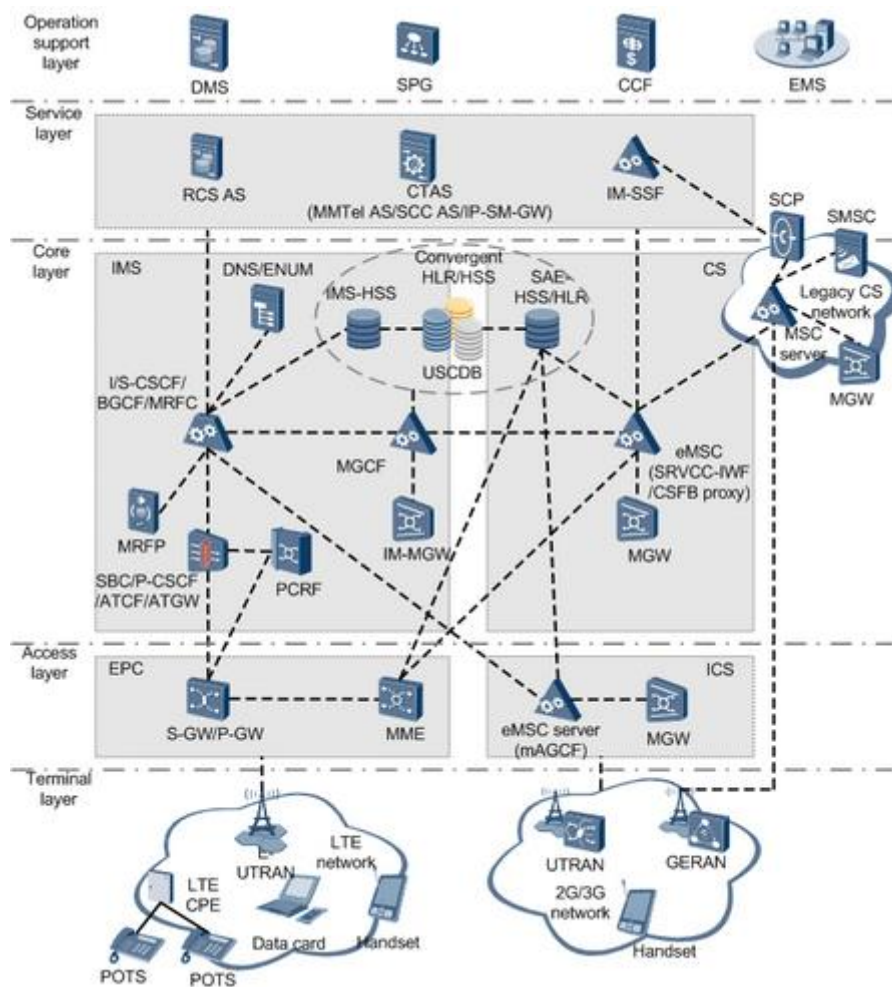 Operation
support
layer
DMS
SPG
CCF
EMS
Service
layer
RCS AS
CTAS
(MMTel AS/SCC AS/IP-SM-GW)
IM-SSF
SCP
SMSC
Core
layer
IMS
DNS/ENUM
Convergent
HLR/HSS
IMS-HSS
SAE-
HSS/HLR
USCDB
CS
Legacy CS
network
MSC
server
MGW
I/S-CSCF/
BGCF/MRFC
MGCF
eMSC
(SRVCC-IWF
/CSFB proxy)
MRFP
IM-MGW
MGW
SBC/P-CSCF
/ATCF/ATGW
PCRF
Access
layer
EPC
ICS
S-GW/P-GW
MME
eMSC server
(mAGCF)
MGW
Terminal
layer
E-
UTRAN
LTE
network
LTE
CPE
Data card
Handset
POTS
POTS
UTRAN
GERAN
2G/3G
network
Handset